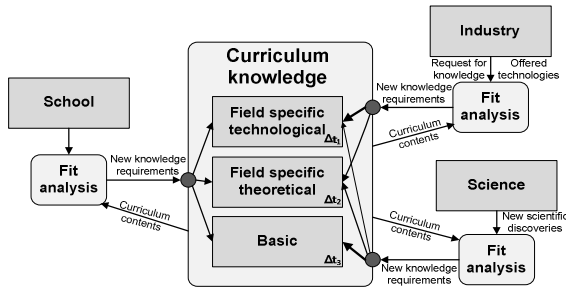 Industry
Request for
knowledge
Offered
technologies
Curriculum
knowledge
School
New knowledge
requirements
Fit
analysis
Field specific
technological
Δt₁
Curriculum
contents
Fit
analysis
New knowledge
requirements
Field specific
theoretical
Δt₂
Science
New scientific
discoveries
Curriculum
contents
Curriculum
contents
Basic
Δt₃
Fit
analysis
New knowledge
requirements